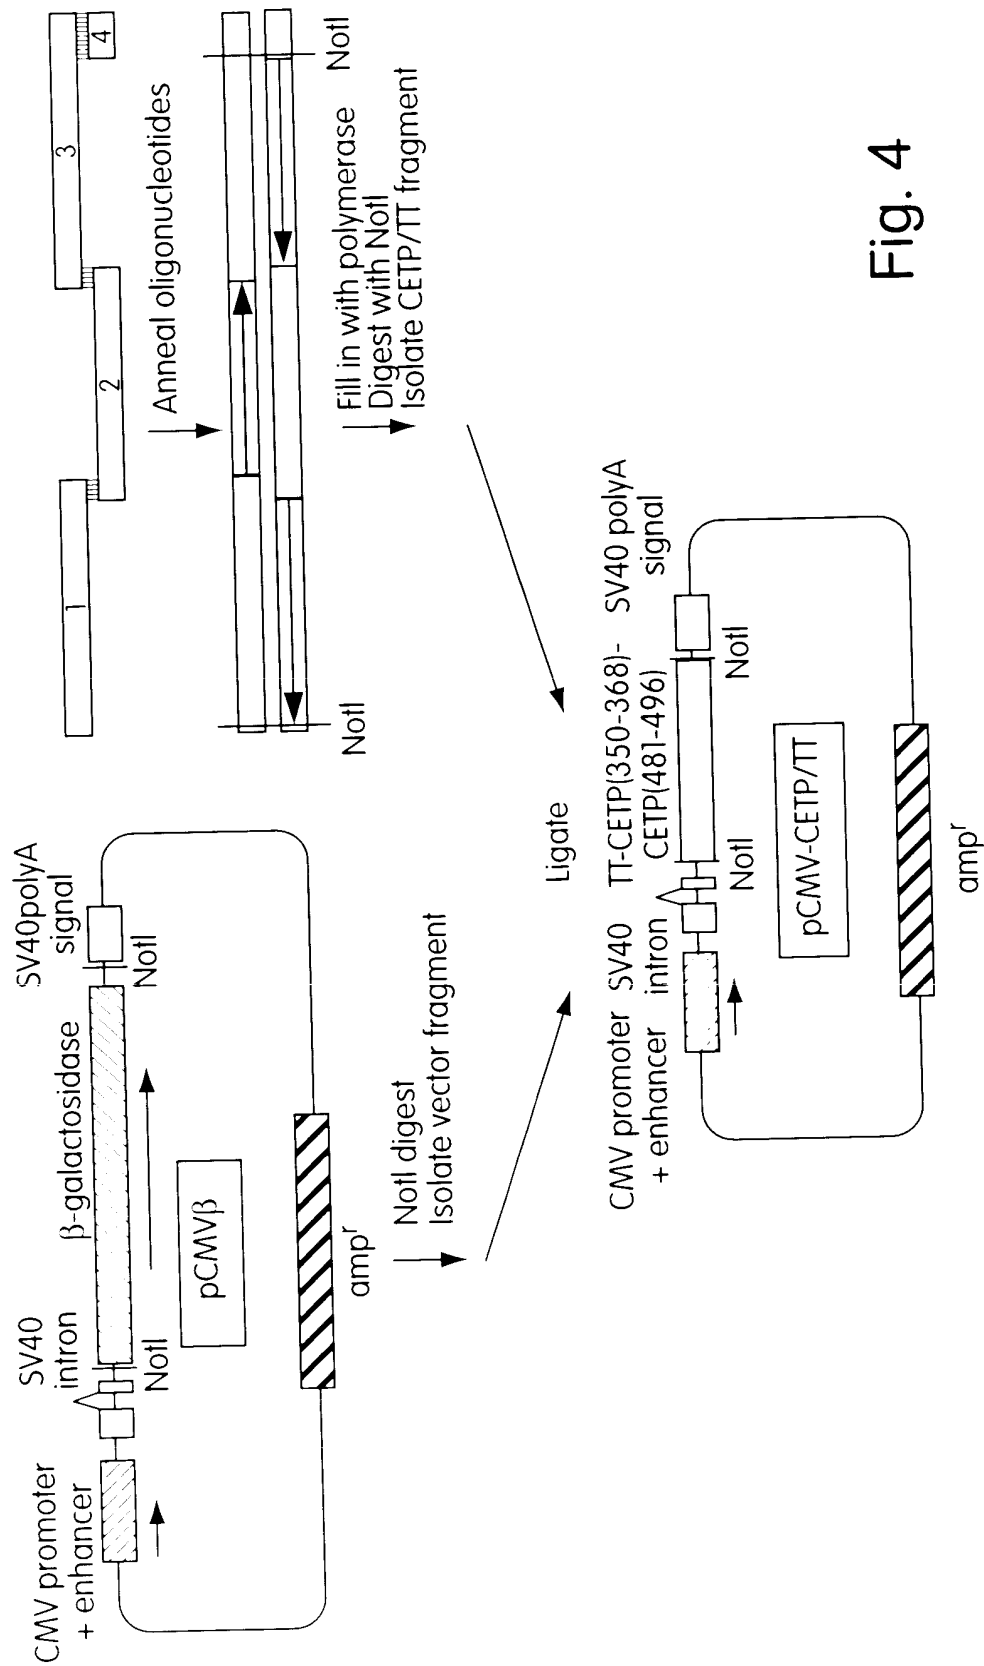 CMV promoter
+ enhancer
SV40
intron
NotI
β-galactosidase
NotI
SV40polyA
signal
pCMVβ
ampʳ
NotI digest
Isolate vector fragment
1
2
3
4
Anneal oligonucleotides
NotI
NotI
Fill in with polymerase
Digest with NotI
Isolate CETP/TT fragment
Ligate
CMV promoter
+ enhancer
SV40
intron
TT-CETP(350-368)-
CETP(481-496)
SV40 polyA
signal
NotI
NotI
pCMV-CETP/TT
ampʳ
Fig. 4